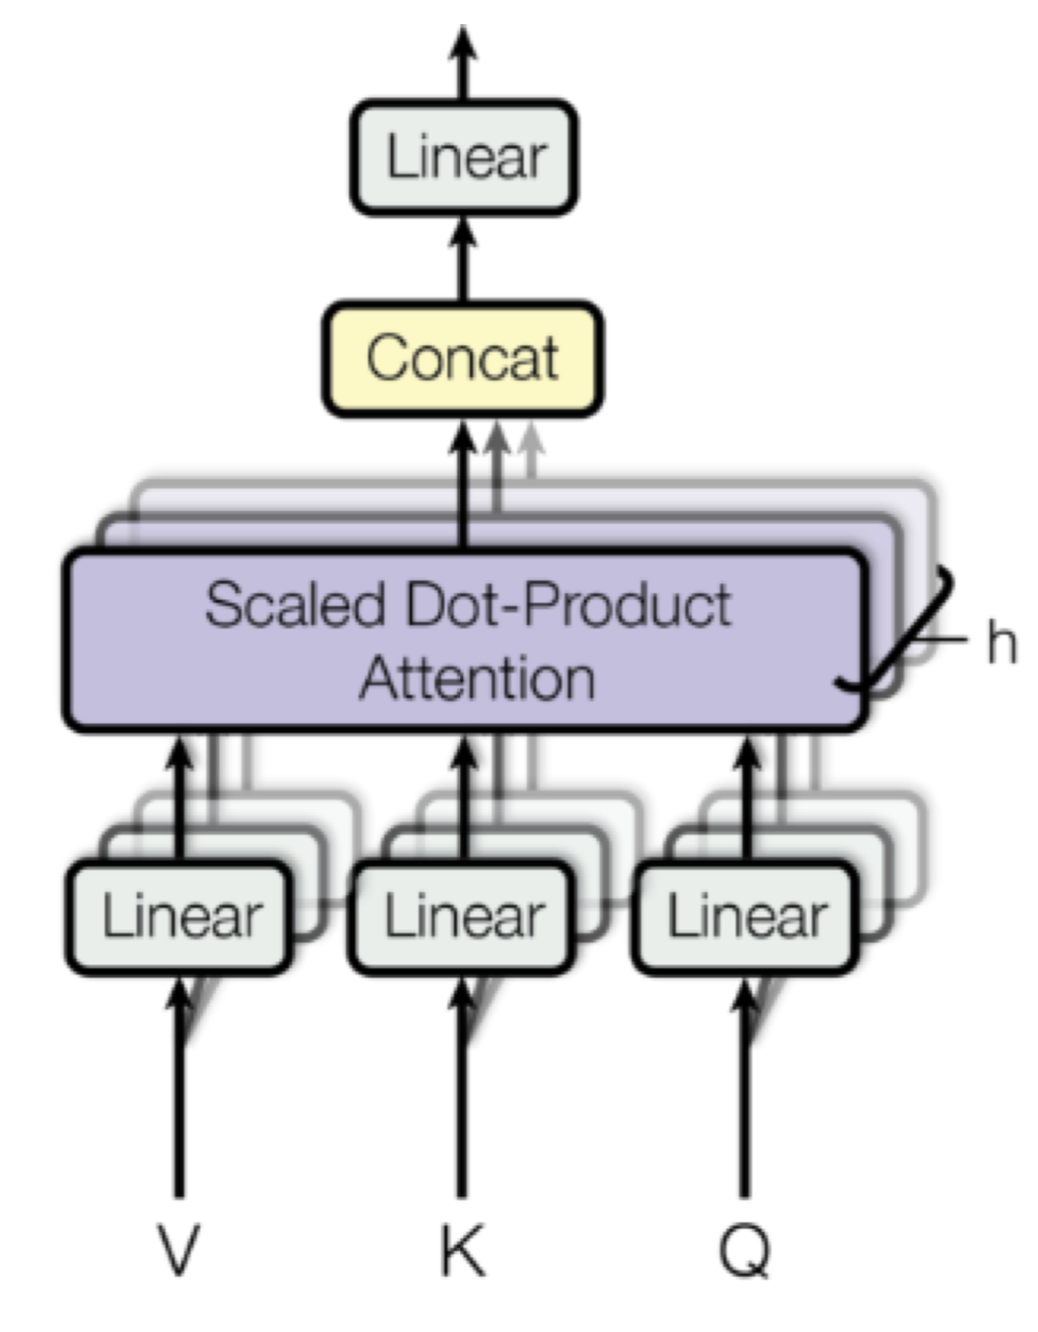 Linear
Concat
Scaled Dot-Product
Attention
h
Linear Linear Linear
V K Q